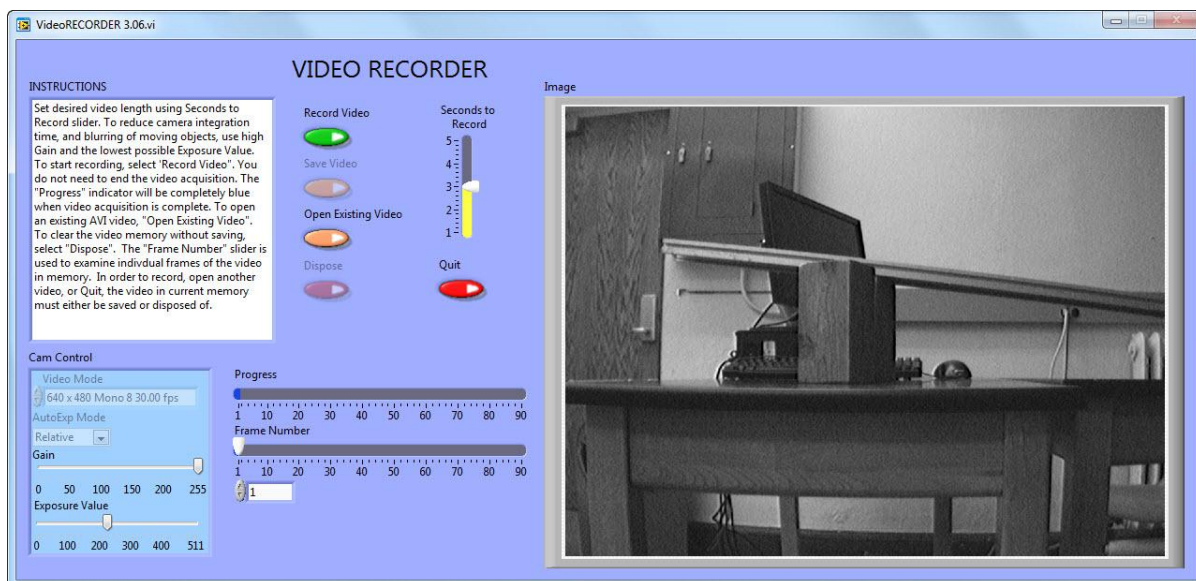 VideoRECORDER 3.06.vi
VIDEO RECORDER
INSTRUCTIONS
Set desired video length using Seconds to
Record slider. To reduce camera integration
time, and blurring of moving objects, use high
Gain and the lowest possible Exposure Value.
To start recording, select 'Record Video". You
do not need to end the video acquisition. The
"Progress" indicator will be completely blue
when video acquisition is complete. To open
an existing AVI video, "Open Existing Video".
To clear the video memory without saving,
select "Dispose".  The "Frame Number" slider is
used to examine indivdual frames of the video
in memory.  In order to record, open another
video, or Quit, the video in current memory
must either be saved or disposed of.
Record Video
Save Video
Open Existing Video
Dispose
Seconds to
Record
5
4
3
2
1
Quit
Image
Cam Control
Video Mode
640 x 480 Mono 8 30.00 fps
AutoExp Mode
Relative
Gain
0 50 100 150 200 255
Exposure Value
0 100 200 300 400 511
Progress
1 10 20 30 40 50 60 70 80 90
Frame Number
1 10 20 30 40 50 60 70 80 90
1